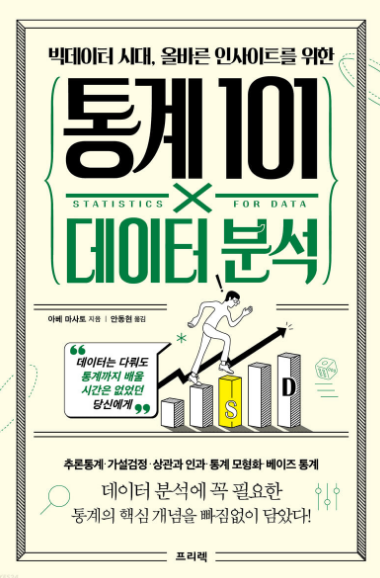 빅데이터 시대, 올바른 인사이트를 위한
통계 101
×
STATISTICS FOR DATA
데이터 분석
아베 마사토 지음 | 안동현 옮김
!
“데이터는 다뤄도
통계까지 배울
시간은 없었던
당신에게”
S
D
추론통계·가설검정·상관과 인과·통계 모형화·베이즈 통계
데이터 분석에 꼭 필요한
통계의 핵심 개념을 빠짐없이 담았다!
프리렉